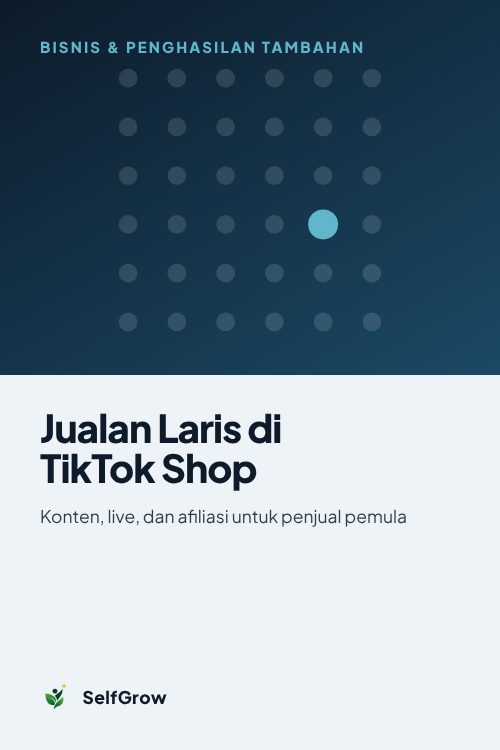 BISNIS & PENGHASILAN TAMBAHAN
Jualan Laris di
TikTok Shop
Konten, live, dan afiliasi untuk penjual pemula
SelfGrow